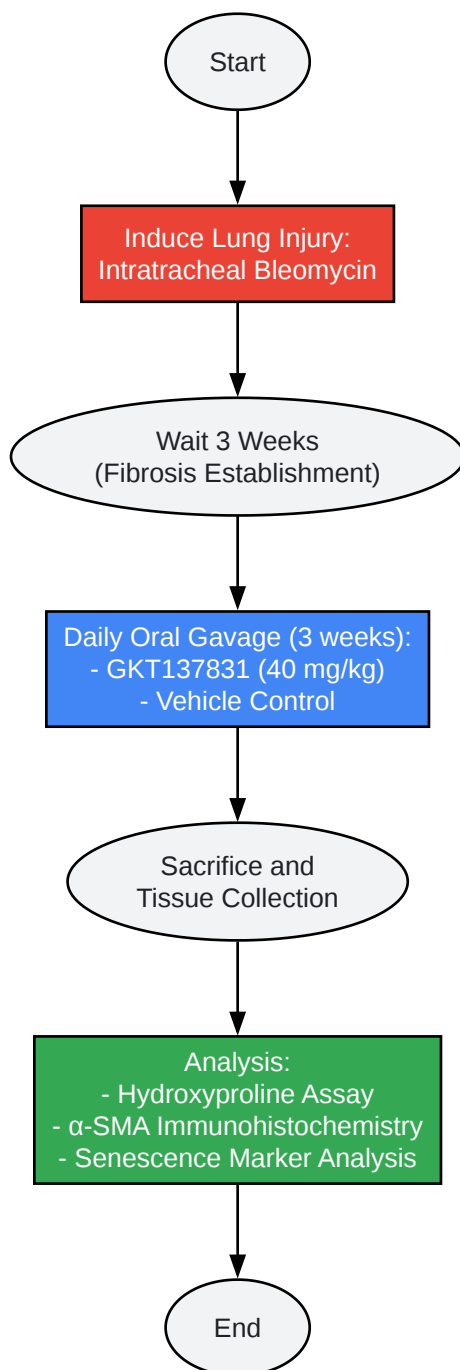 Start
Induce Lung Injury:
Intratracheal Bleomycin
Wait 3 Weeks
(Fibrosis Establishment)
Daily Oral Gavage (3 weeks):
- GKT137831 (40 mg/kg)
- Vehicle Control
Sacrifice and
Tissue Collection
Analysis:
- Hydroxyproline Assay
- α-SMA Immunohistochemistry
- Senescence Marker Analysis
End